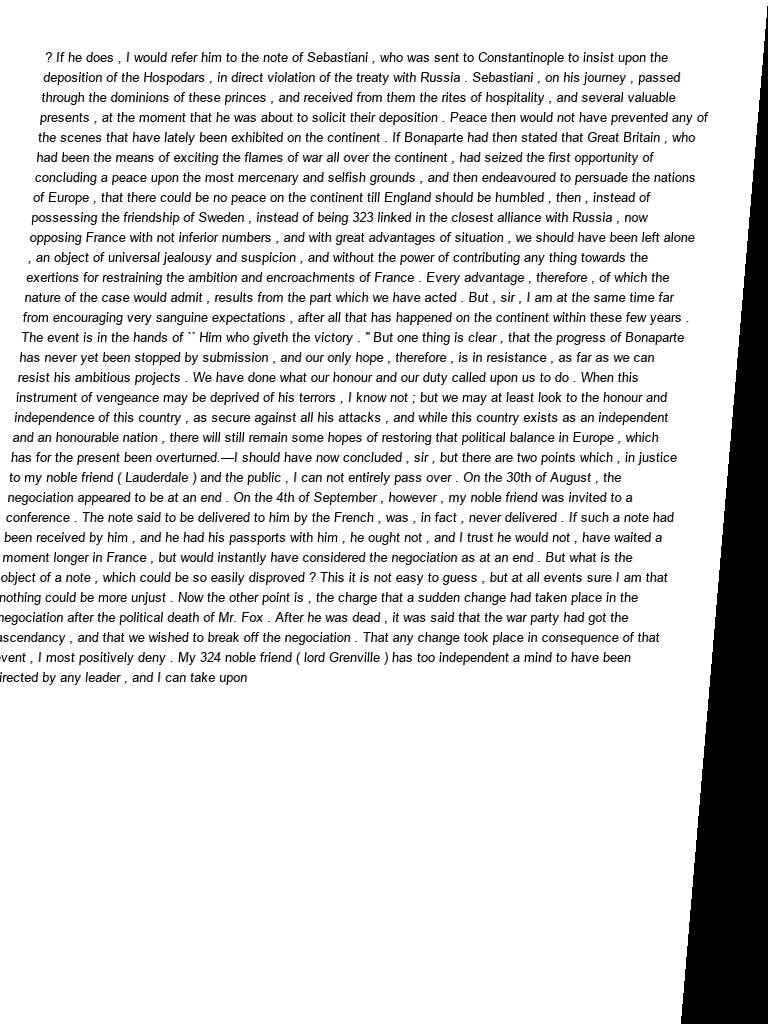 ? If he does , I would refer him to the note of Sebastiani , who was sent to Constantinople to insist upon the
deposition of the Hospodars , in direct violation of the treaty with Russia . Sebastiani , on his journey , passed
through the dominions of these princes , and received from them the rites of hospitality , and several valuable
presents , at the moment that he was about to solicit their deposition . Peace then would not have prevented any of
the scenes that have lately been exhibited on the continent . If Bonaparte had then stated that Great Britain , who
had been the means of exciting the flames of war all over the continent , had seized the first opportunity of
concluding a peace upon the most mercenary and selfish grounds , and then endeavoured to persuade the nations
of Europe , that there could be no peace on the continent till England should be humbled , then , instead of
possessing the friendship of Sweden , instead of being 323 linked in the closest alliance with Russia , now
opposing France with not inferior numbers , and with great advantages of situation , we should have been left alone
, an object of universal jealousy and suspicion , and without the power of contributing any thing towards the
exertions for restraining the ambition and encroachments of France . Every advantage , therefore , of which the
nature of the case would admit , results from the part which we have acted . But , sir , I am at the same time far
from encouraging very sanguine expectations , after all that has happened on the continent within these few years .
The event is in the hands of `` Him who giveth the victory . " But one thing is clear , that the progress of Bonaparte
has never yet been stopped by submission , and our only hope , therefore , is in resistance , as far as we can
resist his ambitious projects . We have done what our honour and our duty called upon us to do . When this
instrument of vengeance may be deprived of his terrors , I know not ; but we may at least look to the honour and
independence of this country , as secure against all his attacks , and while this country exists as an independent
and an honourable nation , there will still remain some hopes of restoring that political balance in Europe , which
has for the present been overturned.—I should have now concluded , sir , but there are two points which , in justice
to my noble friend ( Lauderdale ) and the public , I can not entirely pass over . On the 30th of August , the
negociation appeared to be at an end . On the 4th of September , however , my noble friend was invited to a
conference . The note said to be delivered to him by the French , was , in fact , never delivered . If such a note had
been received by him , and he had his passports with him , he ought not , and I trust he would not , have waited a
moment longer in France , but would instantly have considered the negociation as at an end . But what is the
object of a note , which could be so easily disproved ? This it is not easy to guess , but at all events sure I am that
nothing could be more unjust . Now the other point is , the charge that a sudden change had taken place in the
negociation after the political death of Mr. Fox . After he was dead , it was said that the war party had got the
ascendancy , and that we wished to break off the negociation . That any change took place in consequence of that
event , I most positively deny . My 324 noble friend ( lord Grenville ) has too independent a mind to have been
irected by any leader , and I can take upon